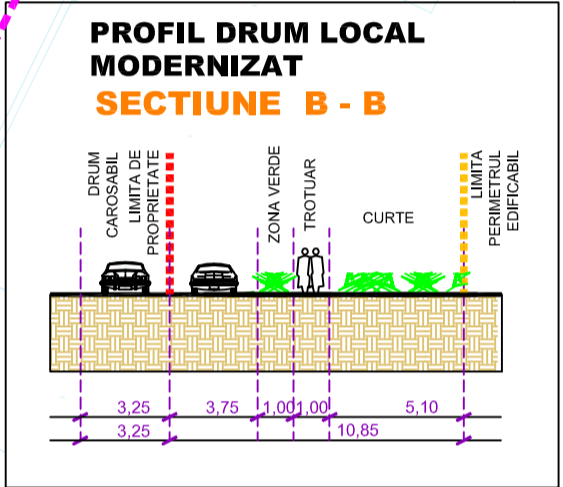 PROFIL DRUM LOCAL
MODERNIZAT
SECTIUNE B - B
DRUM
CAROSABIL
LIMITA DE
PROPRIETATE
ZONA VERDE
TROTUAR
CURTE
LIMITA
PERIMETRUL
EDIFICABIL
3,25 3,75 1,00 1,00 5,10
3,25 10,85